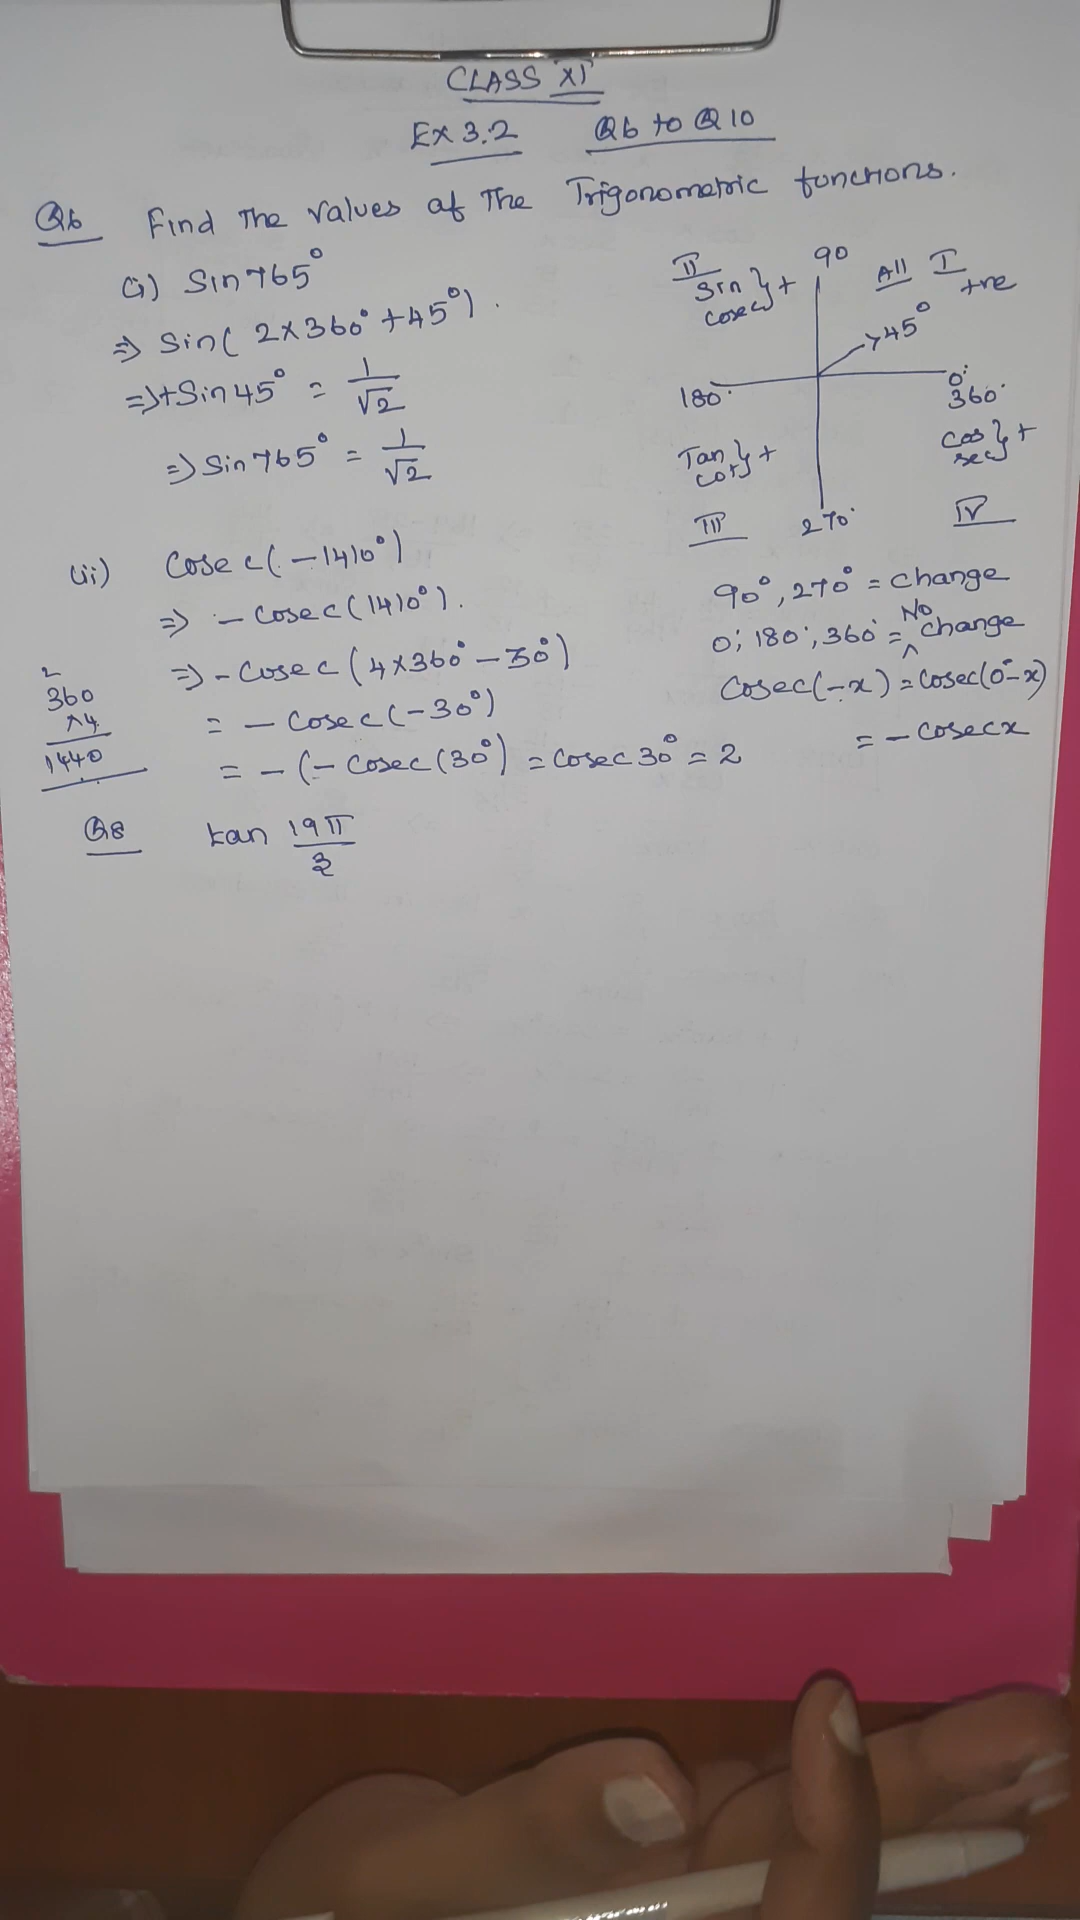 CLASS XI
EX 3.2 Q6 to Q10
Q6 Find The values of The Trigonometric functions.
(i) Sin 765°
⇒ Sin( 2×360° +45°).
⇒+Sin 45° = 1/√2
⇒ Sin 765° = 1/√2
II
Sin } +
cosec
90
All I
+ve
45°
180°
0°
360°
Tan } +
cot
III
270°
cos } +
sec
IV
(ii) Cosec(-1410°)
⇒ - Cosec(1410°).
⇒ - Cosec(4×360° - 30°)
= - Cosec(-30°)
= - (- Cosec(30°) = Cosec 30° = 2
2
360
×4
1440
90°, 270° = Change
0°, 180°, 360° = No Change
Cosec(-x) = Cosec(0°-x)
= - Cosecx
Q8 tan 19π/3